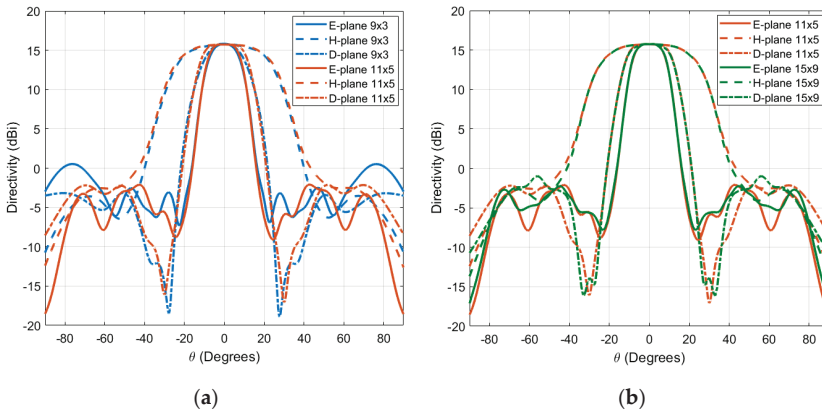 20
15
10
5
0
-5
-10
-15
-20
Directivity (dBi)
-80 -60 -40 -20 0 20 40 60 80
θ (Degrees)
E-plane 9x3
H-plane 9x3
D-plane 9x3
E-plane 11x5
H-plane 11x5
D-plane 11x5
(a)
20
15
10
5
0
-5
-10
-15
-20
Directivity (dBi)
-80 -60 -40 -20 0 20 40 60 80
θ (Degrees)
E-plane 11x5
H-plane 11x5
D-plane 11x5
E-plane 15x9
H-plane 15x9
D-plane 15x9
(b)